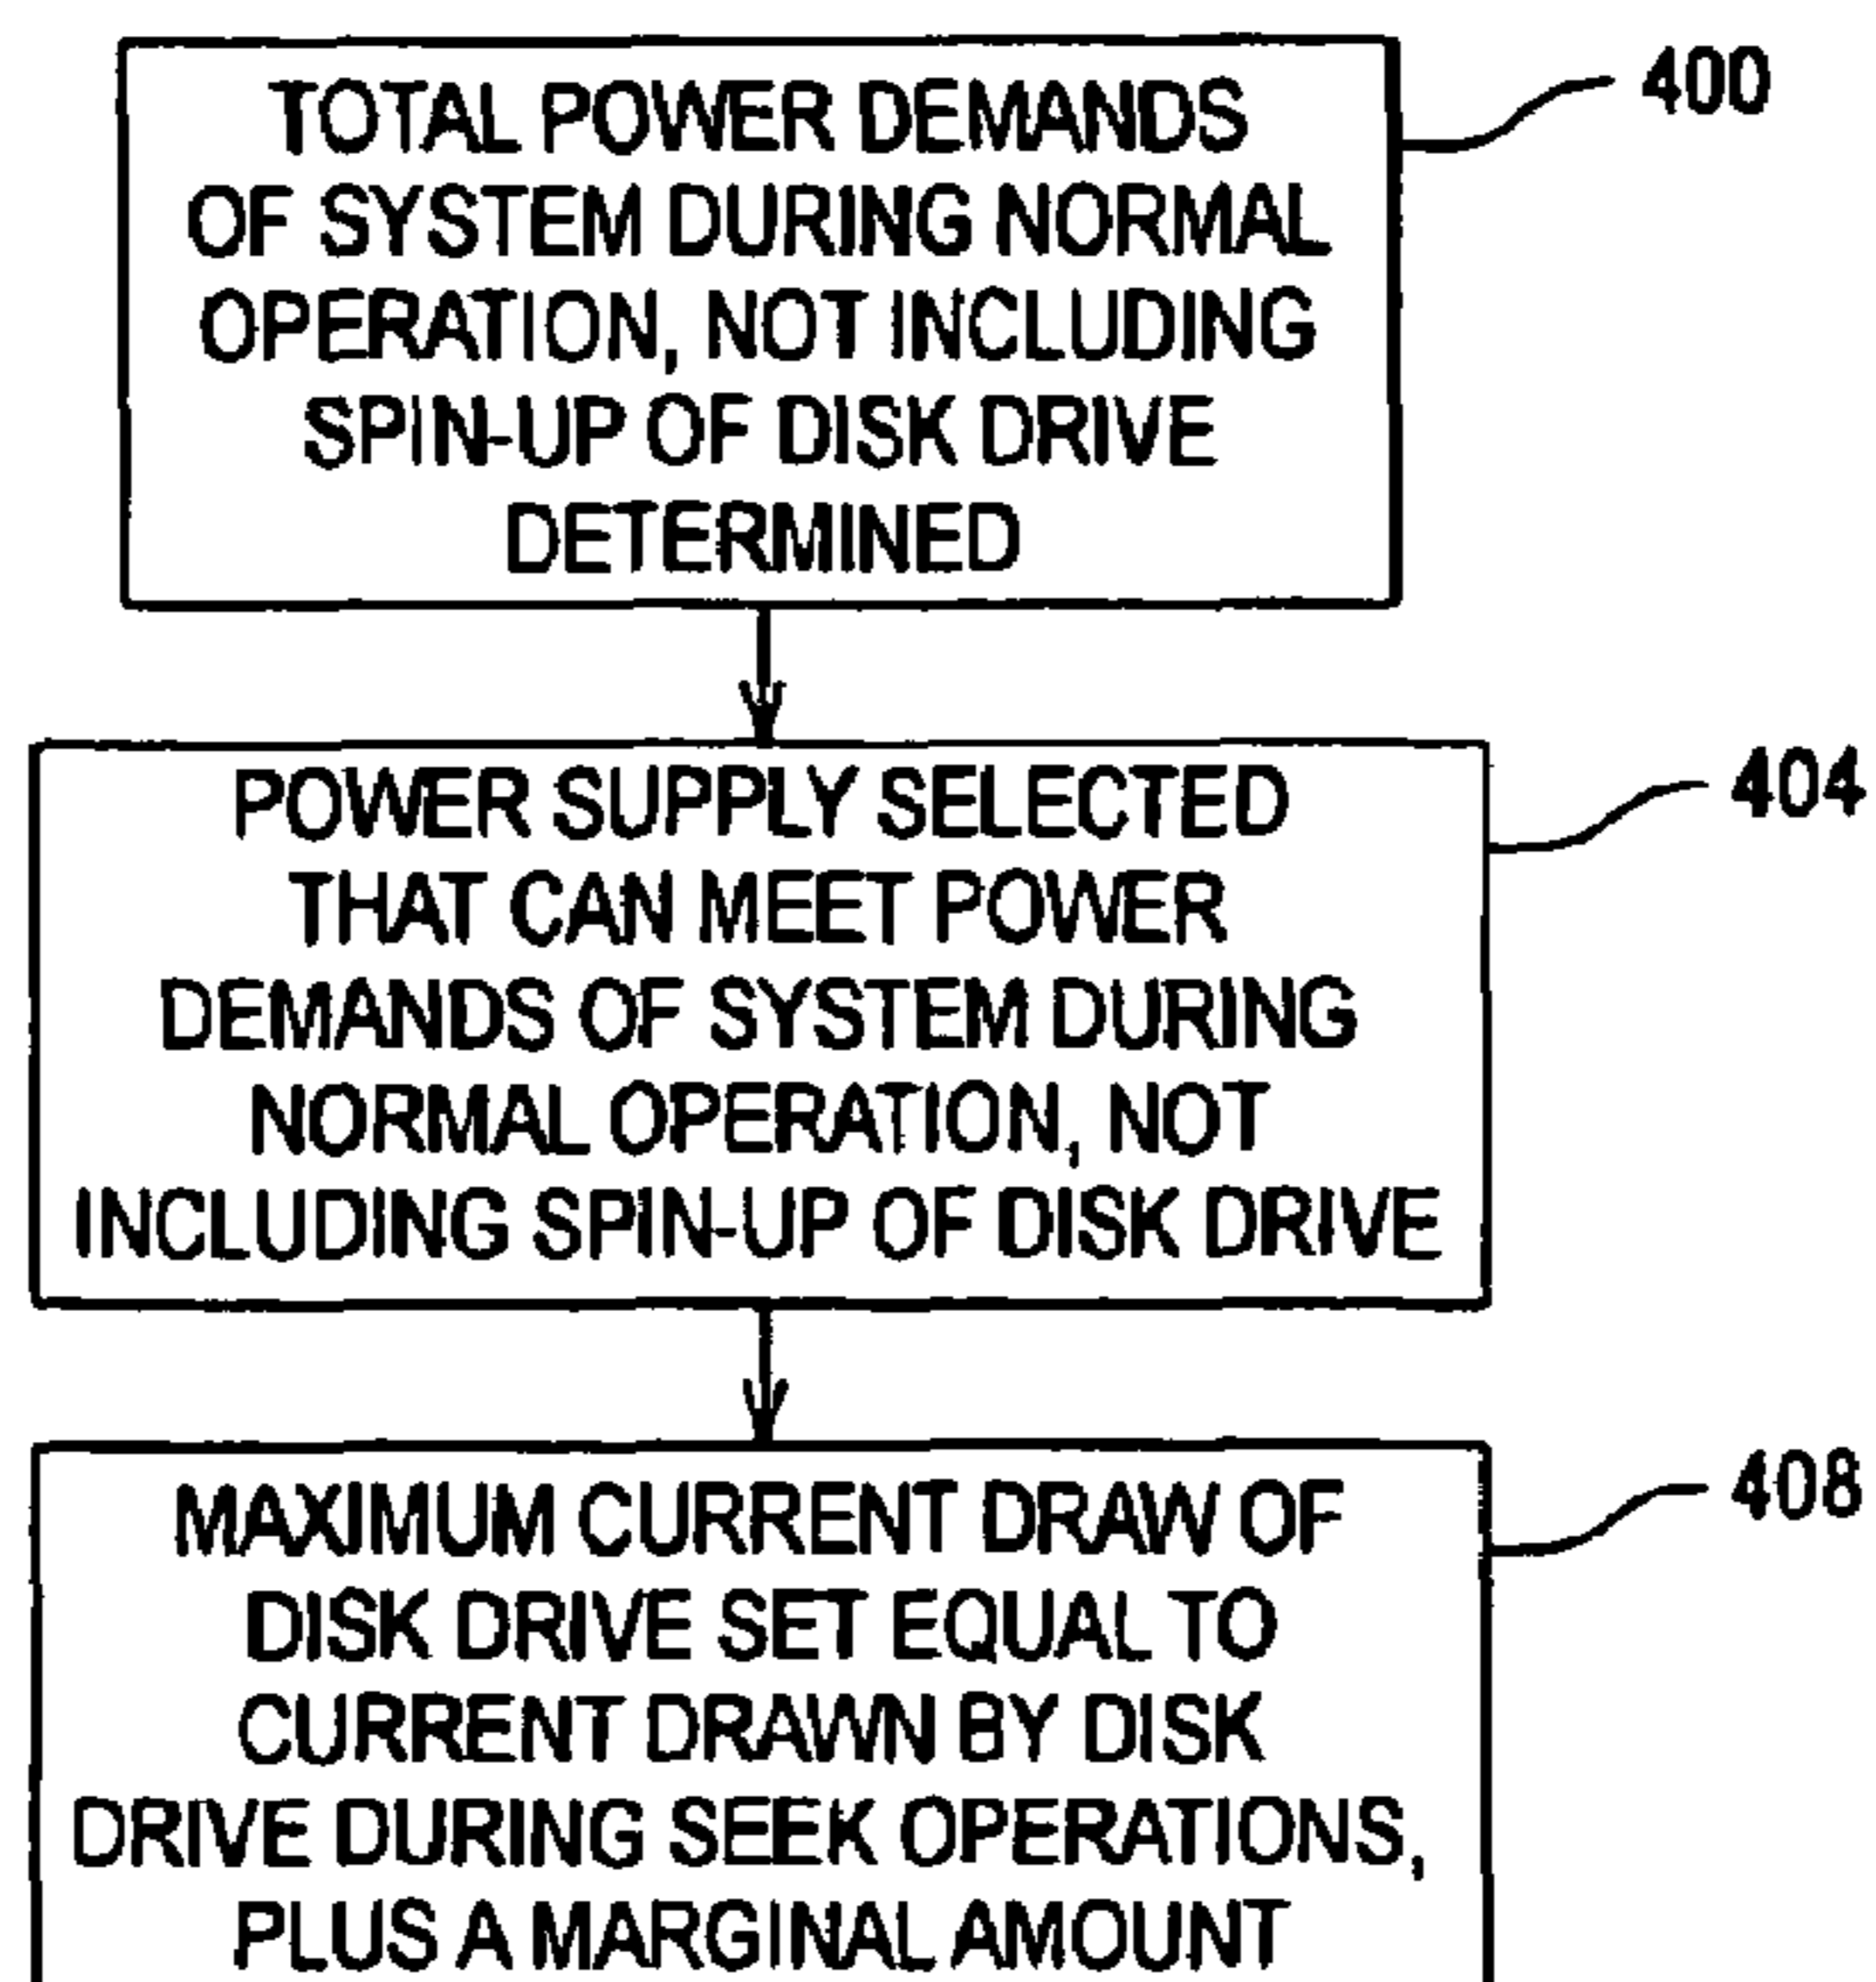 TOTAL POWER DEMANDS
OF SYSTEM DURING NORMAL
OPERATION, NOT INCLUDING
SPIN-UP OF DISK DRIVE
DETERMINED
400
POWER SUPPLY SELECTED
THAT CAN MEET POWER
DEMANDS OF SYSTEM DURING
NORMAL OPERATION, NOT
INCLUDING SPIN-UP OF DISK DRIVE
404
MAXIMUM CURRENT DRAW OF
DISK DRIVE SET EQUAL TO
CURRENT DRAWN BY DISK
DRIVE DURING SEEK OPERATIONS,
PLUS A MARGINAL AMOUNT
408